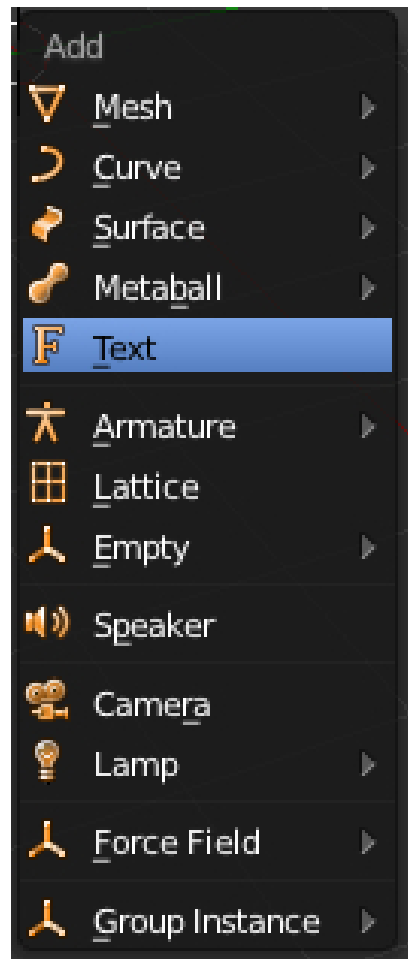 Add
Mesh
Curve
Surface
Metaball
Text
Armature
Lattice
Empty
Speaker
Camera
Lamp
Force Field
Group Instance